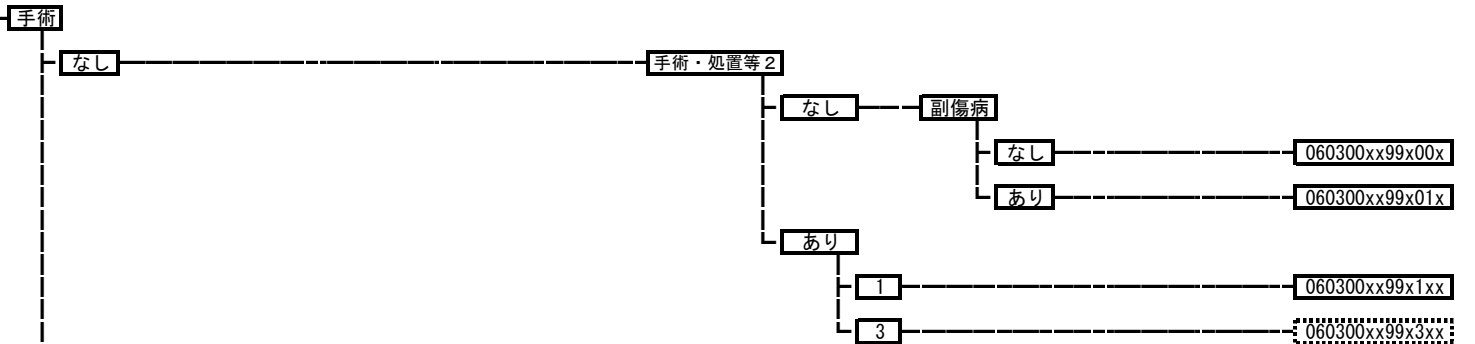 手術
なし 手術・処置等2
なし 副傷病
なし 060300xx99x00x
あり 060300xx99x01x
あり
1 060300xx99x1xx
3 060300xx99x3xx